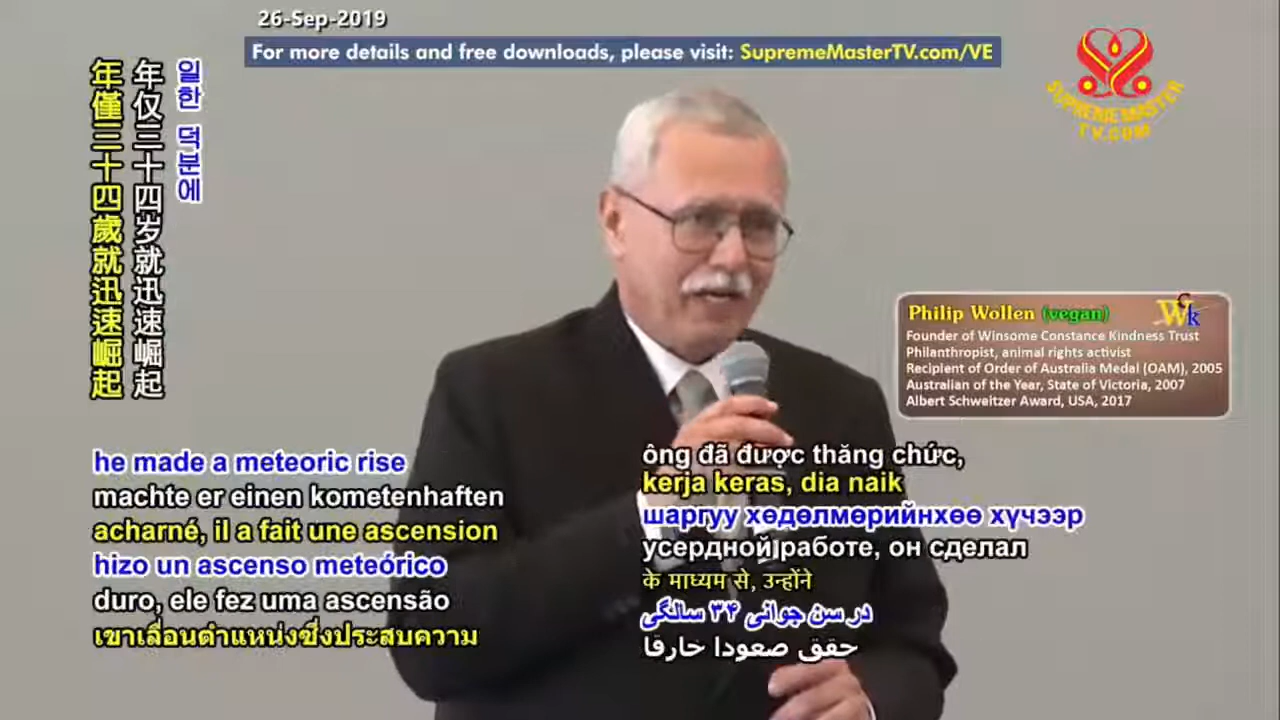 26-Sep-2019
For more details and free downloads, please visit: SupremeMasterTV.com/VE
SUPREME MASTER
TV.COM
일한 덕분에
年仅三十四岁就迅速崛起
年僅三十四歲就迅速崛起
Philip Wollen (vegan)
WCk
Founder of Winsome Constance Kindness Trust
Philanthropist, animal rights activist
Recipient of Order of Australia Medal (OAM), 2005
Australian of the Year, State of Victoria, 2007
Albert Schweitzer Award, USA, 2017
he made a meteoric rise
machte er einen kometenhaften
acharné, il a fait une ascension
hizo un ascenso meteórico
duro, ele fez uma ascensão
เขาเลื่อนตำแหน่งซึ่งประสบความ
ông đã được thăng chức,
kerja keras, dia naik
шаргуу хөдөлмөрийнхөө хүчээр
усердной работе, он сделал
के माध्यम से, उन्होंने
در سن جوانی ۳۴ سالگی
حقق صعودا خارقا